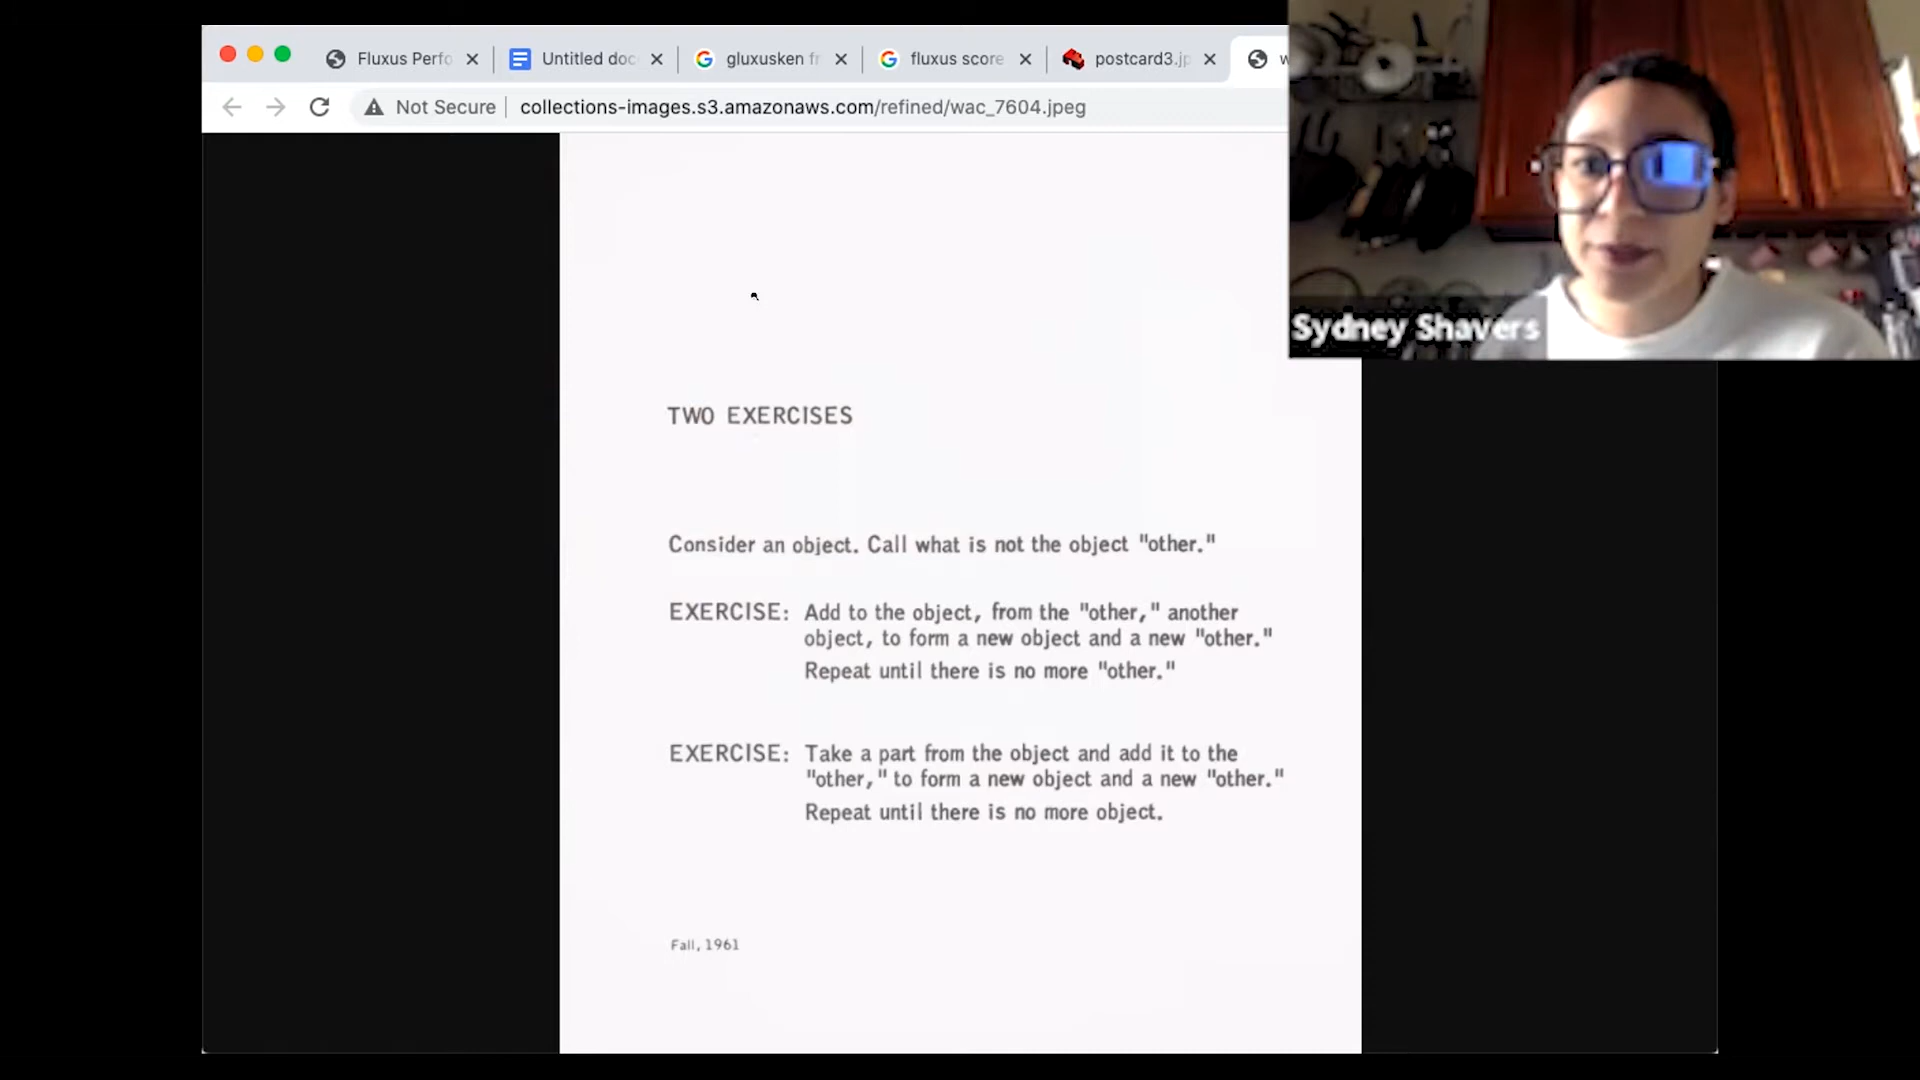 Fluxus Perfo
Untitled doc
gluxusken fr
fluxus score
postcard3.jp
w
Not Secure
collections-images.s3.amazonaws.com/refined/wac_7604.jpeg
Sydney Shavers
TWO EXERCISES
Consider an object. Call what is not the object "other."
EXERCISE: Add to the object, from the "other," another
object, to form a new object and a new "other."
Repeat until there is no more "other."
EXERCISE: Take a part from the object and add it to the
"other," to form a new object and a new "other."
Repeat until there is no more object.
Fall, 1961